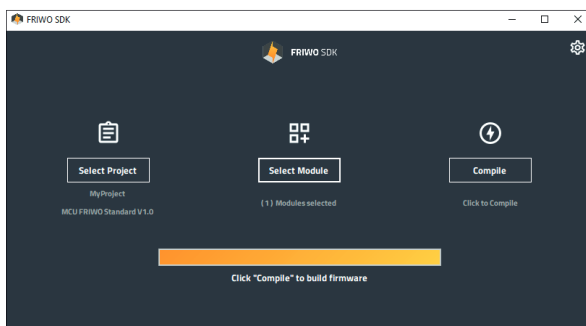 FRIWO SDK
FRIWO SDK
Select Project
Select Module
Compile
MyProject
MCU FRIWO Standard V1.0
( 1 ) Modules selected
Click to Compile
Click "Compile" to build firmware